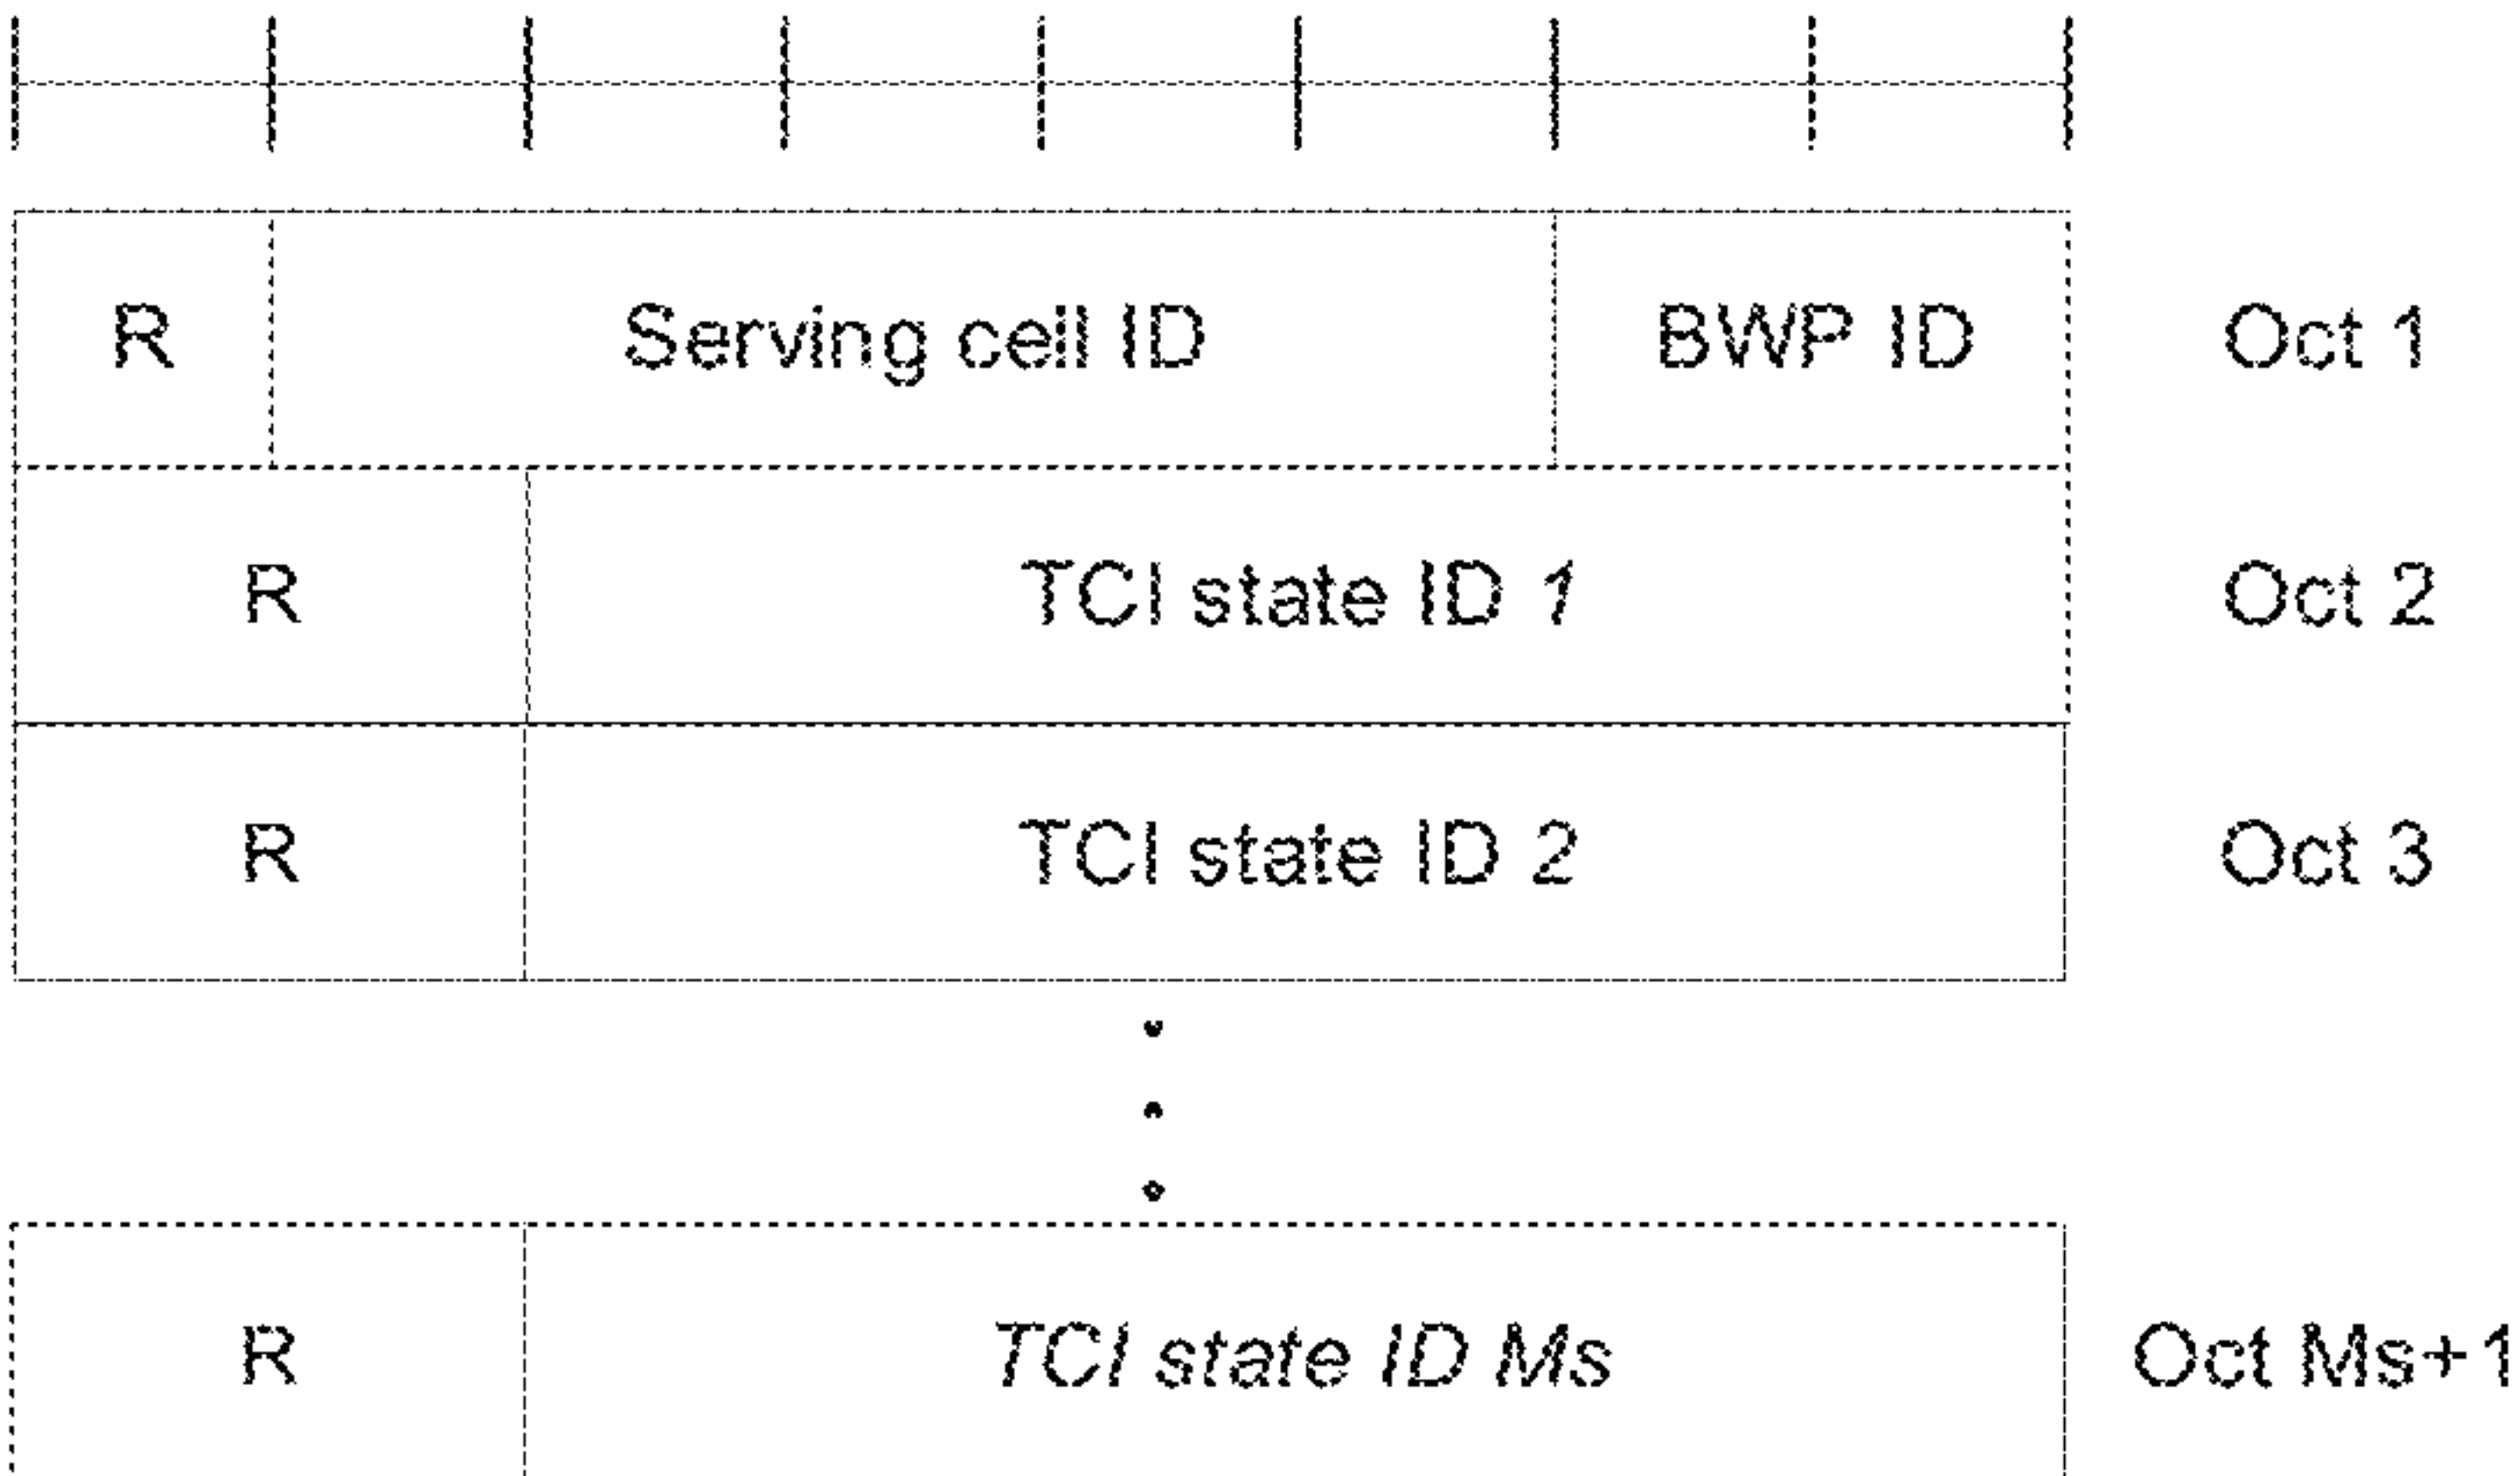 R Serving cell ID BWP ID Oct 1
R TCI state ID 1 Oct 2
R TCI state ID 2 Oct 3
R TCI state ID Ms Oct Ms+1